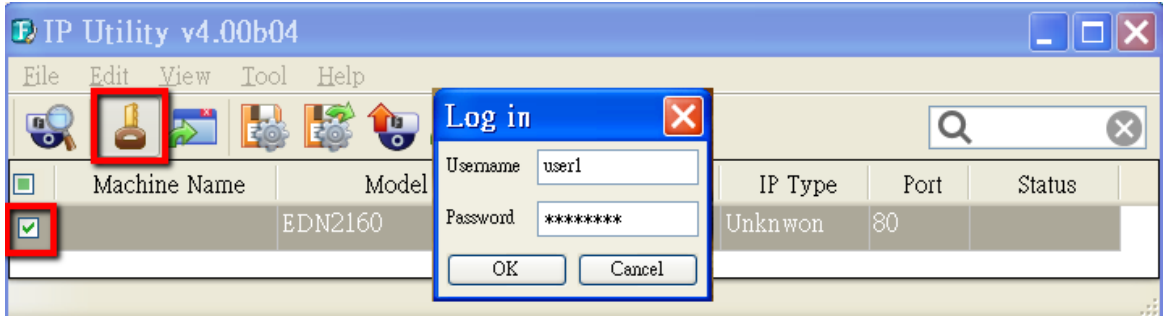 IP Utility v4.00b04
File Edit View Tool Help
Log in
Machine Name Model IP Type Port Status
Username user1
EDN2160 Unknwon 80
Password ********
OK Cancel